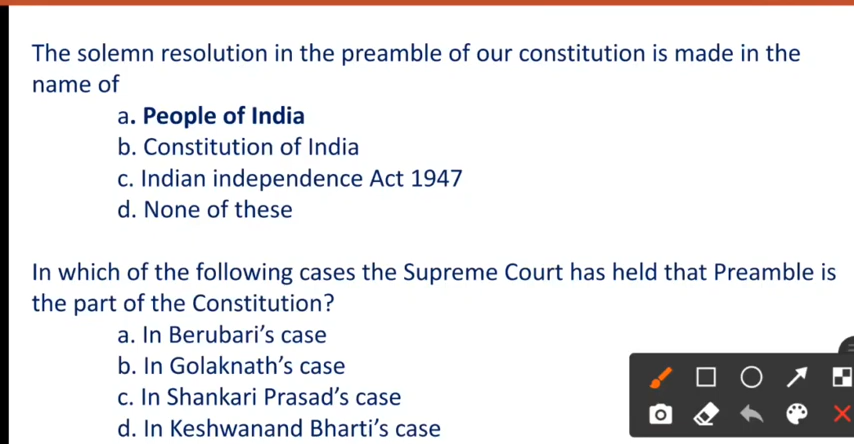 The solemn resolution in the preamble of our constitution is made in the
name of
a. People of India
b. Constitution of India
c. Indian independence Act 1947
d. None of these
In which of the following cases the Supreme Court has held that Preamble is
the part of the Constitution?
a. In Berubari's case
b. In Golaknath's case
c. In Shankari Prasad's case
d. In Keshwanand Bharti's case